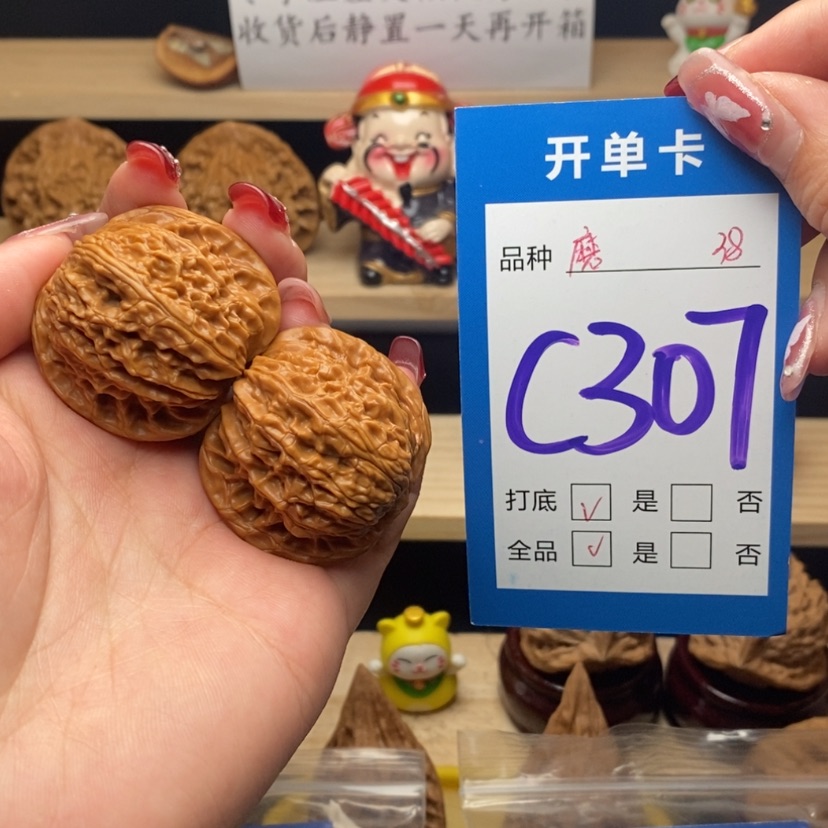 收货后静置一天再开箱
开单卡
品种 磨 38
C307
打底 是 否
全品 是 否